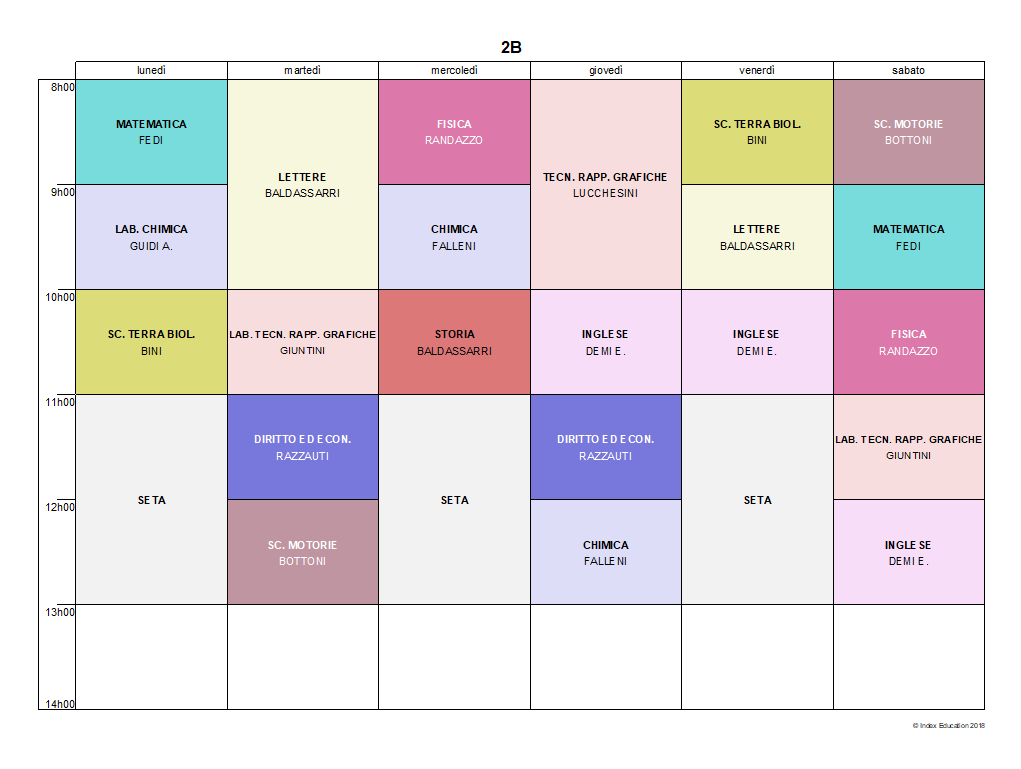 2B
lunedì martedì mercoledì giovedì venerdì sabato
8h00
MATEMATICA
FEDI
LETTERE
BALDASSARRI
FISICA
RANDAZZO
TECN. RAPP. GRAFICHE
LUCCHESINI
SC. TERRA BIOL.
BINI
SC. MOTORIE
BOTTONI
9h00
LAB. CHIMICA
GUIDI A.
CHIMICA
FALLENI
LETTERE
BALDASSARRI
MATEMATICA
FEDI
10h00
SC. TERRA BIOL.
BINI
LAB. TECN. RAPP. GRAFICHE
GIUNTINI
STORIA
BALDASSARRI
INGLESE
DEMI E.
INGLESE
DEMI E.
FISICA
RANDAZZO
11h00
SETA
DIRITTO ED ECON.
RAZZAUTI
SETA
DIRITTO ED ECON.
RAZZAUTI
SETA
LAB. TECN. RAPP. GRAFICHE
GIUNTINI
12h00
SC. MOTORIE
BOTTONI
CHIMICA
FALLENI
INGLESE
DEMI E.
13h00
14h00
© Index Education 2018